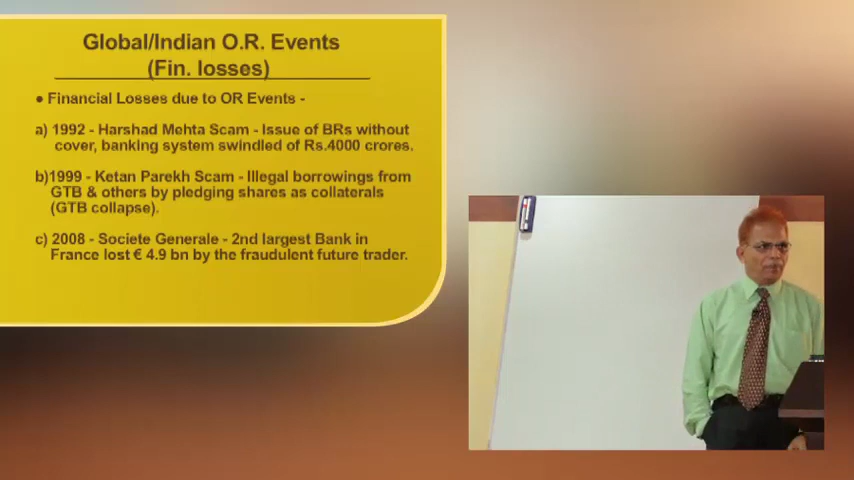 Global/Indian O.R. Events
(Fin. losses)
● Financial Losses due to OR Events -
a) 1992 - Harshad Mehta Scam - Issue of BRs without
cover, banking system swindled of Rs.4000 crores.
b)1999 - Ketan Parekh Scam - Illegal borrowings from
GTB & others by pledging shares as collaterals
(GTB collapse).
c) 2008 - Societe Generale - 2nd largest Bank in
France lost € 4.9 bn by the fraudulent future trader.